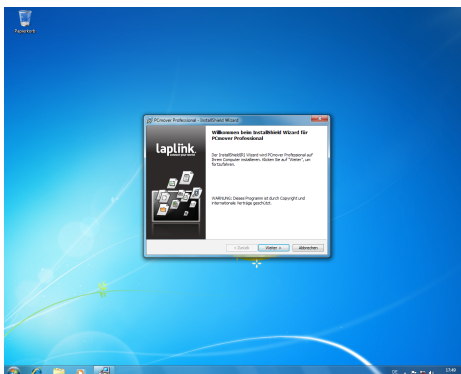 Papierkorb
PCmover Professional - InstallShield Wizard
laplink.
Willkommen beim InstallShield Wizard für
PCmover Professional
Der InstallShield(R) Wizard wird PCmover Professional auf
Ihrem Computer installieren. Klicken Sie auf "Weiter", um
fortzufahren.
WARNUNG: Dieses Programm ist durch Copyright und
internationale Verträge geschützt.
< Zurück
Weiter >
Abbrechen
DE
17:49